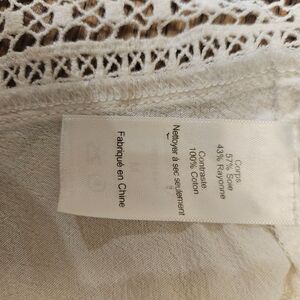 Corps
57% Soie
43% Rayonne
Contraste
100% Coton
Nettoyer à sec seulement
Fabriqué en Chine